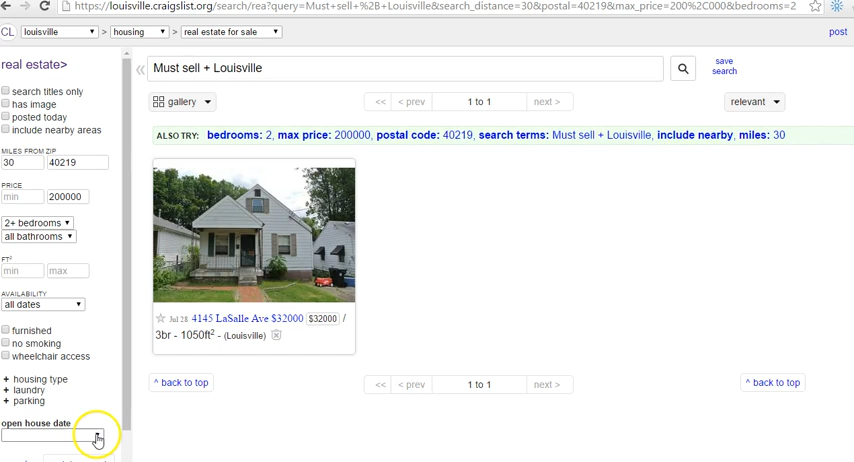 https://louisville.craigslist.org/search/rea?query=Must+sell+%2B+Louisville&search_distance=30&postal=40219&max_price=200%2C000&bedrooms=2
CL louisville > housing > real estate for sale post
real estate>
search titles only
has image
posted today
include nearby areas
MILES FROM ZIP
30 40219
PRICE
min 200000
2+ bedrooms
all bathrooms
FT²
min max
AVAILABILITY
all dates
furnished
no smoking
wheelchair access
+ housing type
+ laundry
+ parking
open house date
« Must sell + Louisville
save
search
gallery << < prev 1 to 1 next > relevant
ALSO TRY: bedrooms: 2, max price: 200000, postal code: 40219, search terms: Must sell + Louisville, include nearby, miles: 30
☆ Jul 28 4145 LaSalle Ave $32000 $32000 /
3br - 1050ft² - (Louisville)
^ back to top << < prev 1 to 1 next > ^ back to top